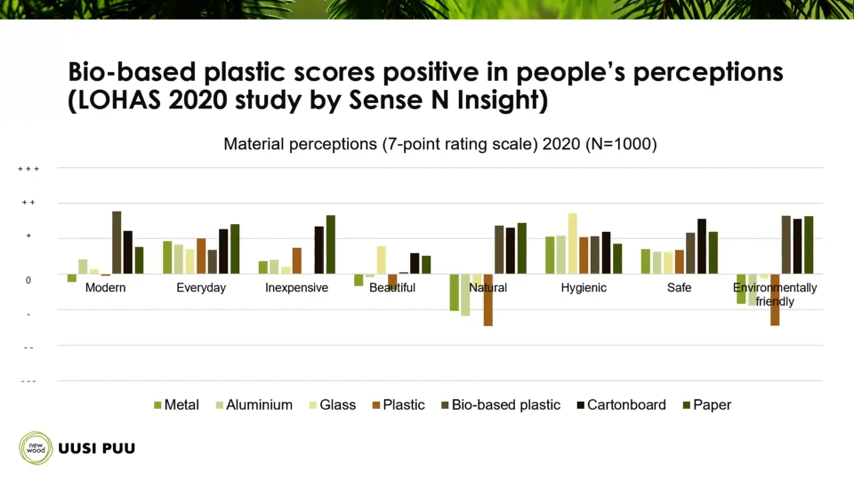 Bio-based plastic scores positive in people's perceptions
(LOHAS 2020 study by Sense N Insight)
Material perceptions (7-point rating scale) 2020 (N=1000)
+ + +
+ +
+
0
-
- -
- - -
Modern Everyday Inexpensive Beautiful Natural Hygienic Safe Environmentally
friendly
Metal Aluminium Glass Plastic Bio-based plastic Cartonboard Paper
new
wood
UUSI PUU